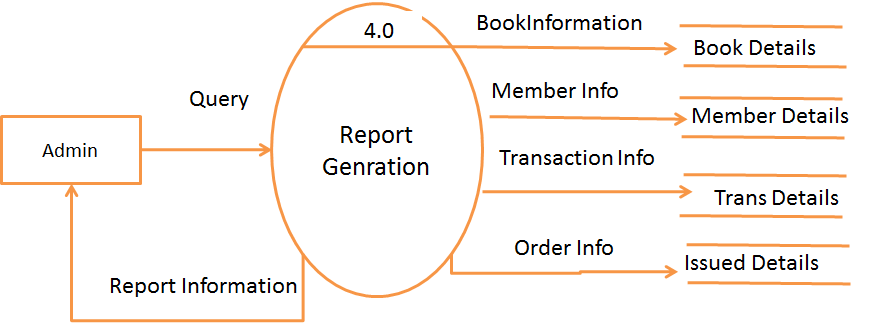 4.0
BookInformation
Book Details
Query
Member Info
Member Details
Admin
Report
Genration
Transaction Info
Trans Details
Order Info
Issued Details
Report Information